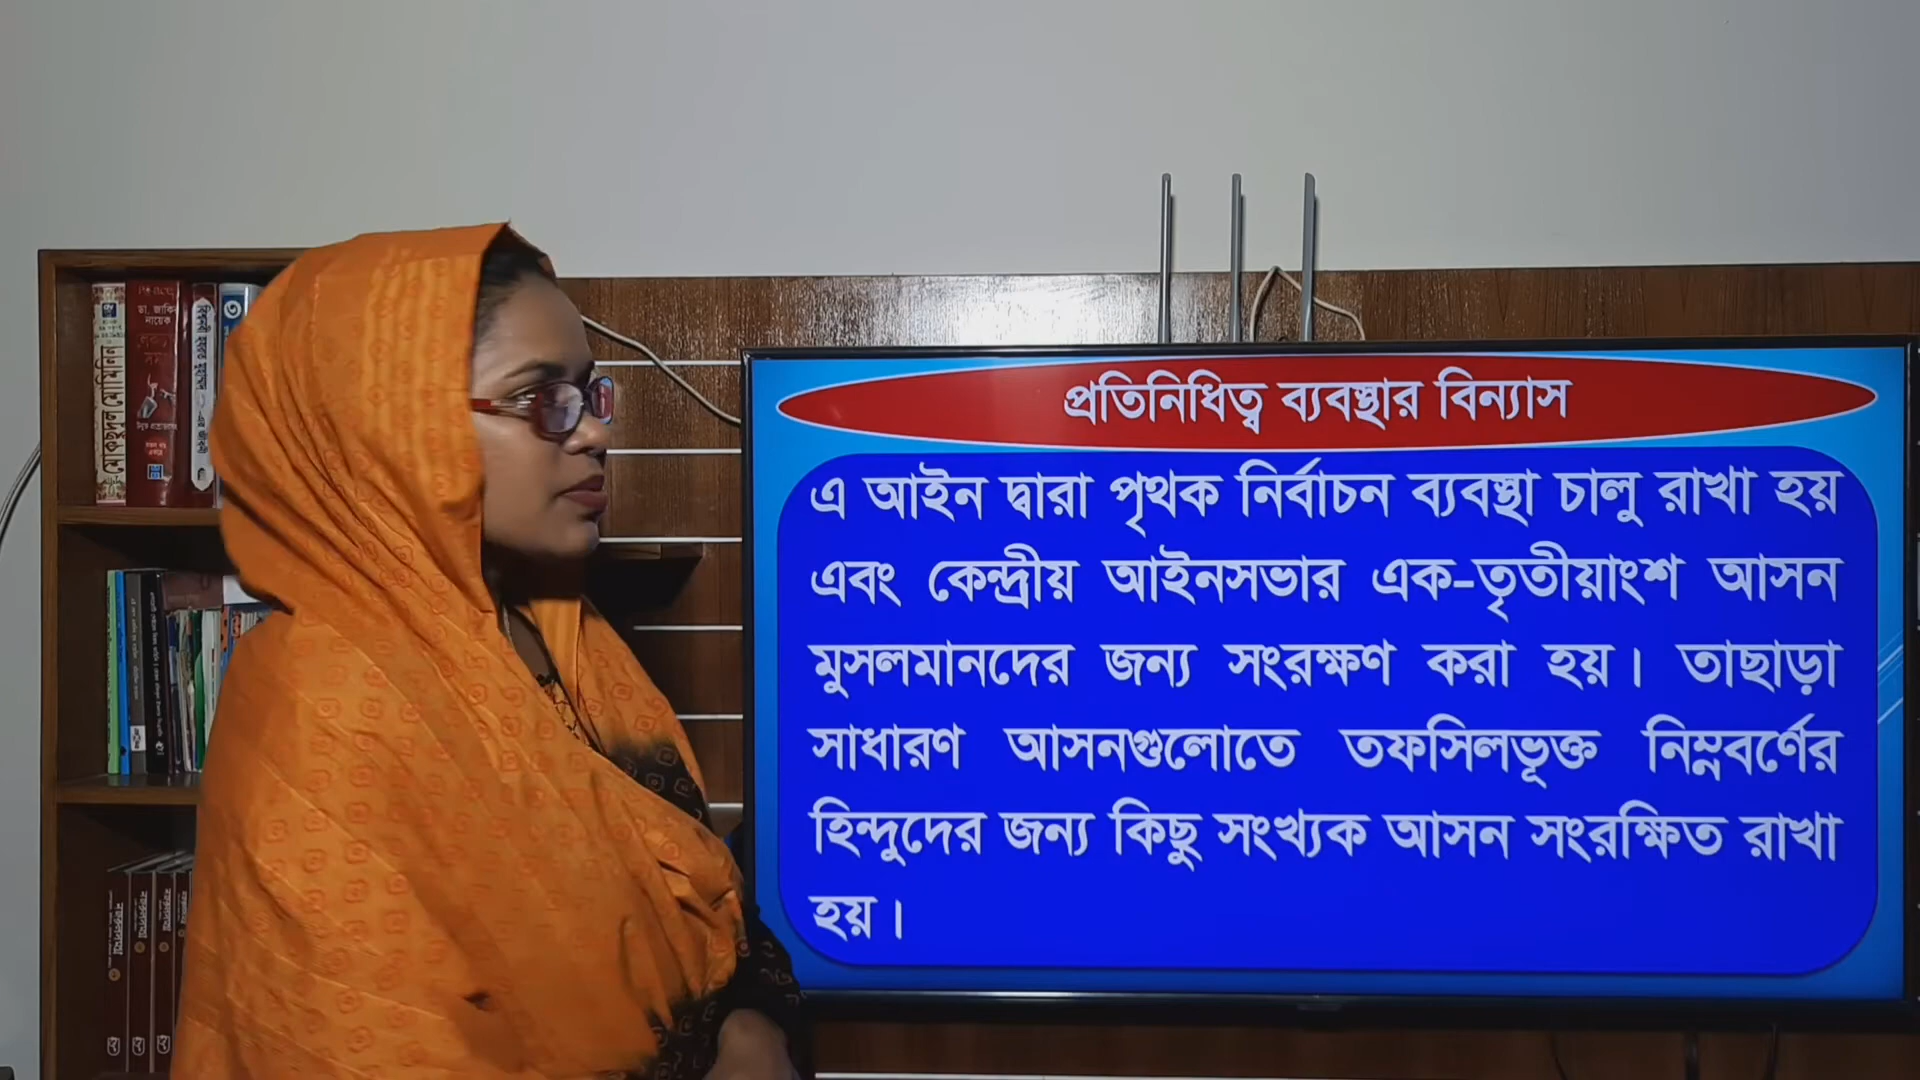 প্রতিনিধিত্ব ব্যবস্থার বিন্যাস
এ আইন দ্বারা পৃথক নির্বাচন ব্যবস্থা চালু রাখা হয়
এবং কেন্দ্রীয় আইনসভার এক-তৃতীয়াংশ আসন
মুসলমানদের জন্য সংরক্ষণ করা হয়। তাছাড়া
সাধারণ আসনগুলোতে তফসিলভূক্ত নিম্নবর্ণের
হিন্দুদের জন্য কিছু সংখ্যক আসন সংরক্ষিত রাখা
হয়।
ডা. জাকির
নায়েক
মোকছুদুল মোমিনিন